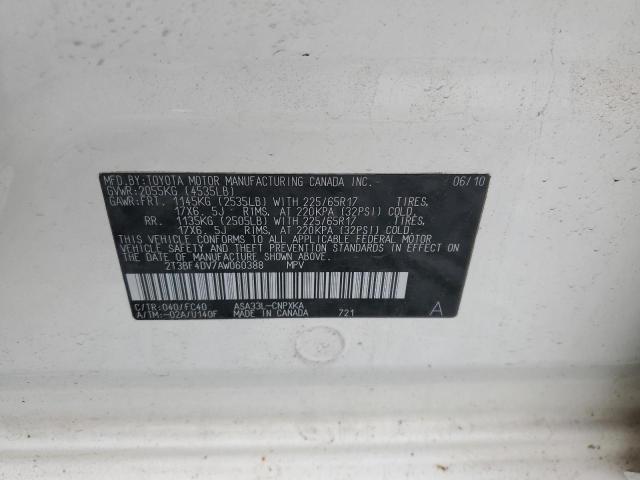 MFD.BY:TOYOTA MOTOR MANUFACTURING CANADA INC. 06/10
GVWR:2055KG (4535LB)
GAWR:FRT. 1145KG (2535LB) WITH 225/65R17 TIRES,
17X6. 5J RIMS, AT 220KPA (32PSI) COLD.
RR. 1135KG (2505LB) WITH 225/65R17 TIRES,
17X6. 5J RIMS, AT 220KPA (32PSI) COLD.
THIS VEHICLE CONFORMS TO ALL APPLICABLE FEDERAL MOTOR
VEHICLE SAFETY AND THEFT PREVENTION STANDARDS IN EFFECT
ON THE DATE OF MANUFACTURE SHOWN ABOVE.
2T3BF4DV7AW060388 MPV
C/TR:040/FC40 ASA33L-CNPXKA
A/TM:-02A/U140F MADE IN CANADA 721 A